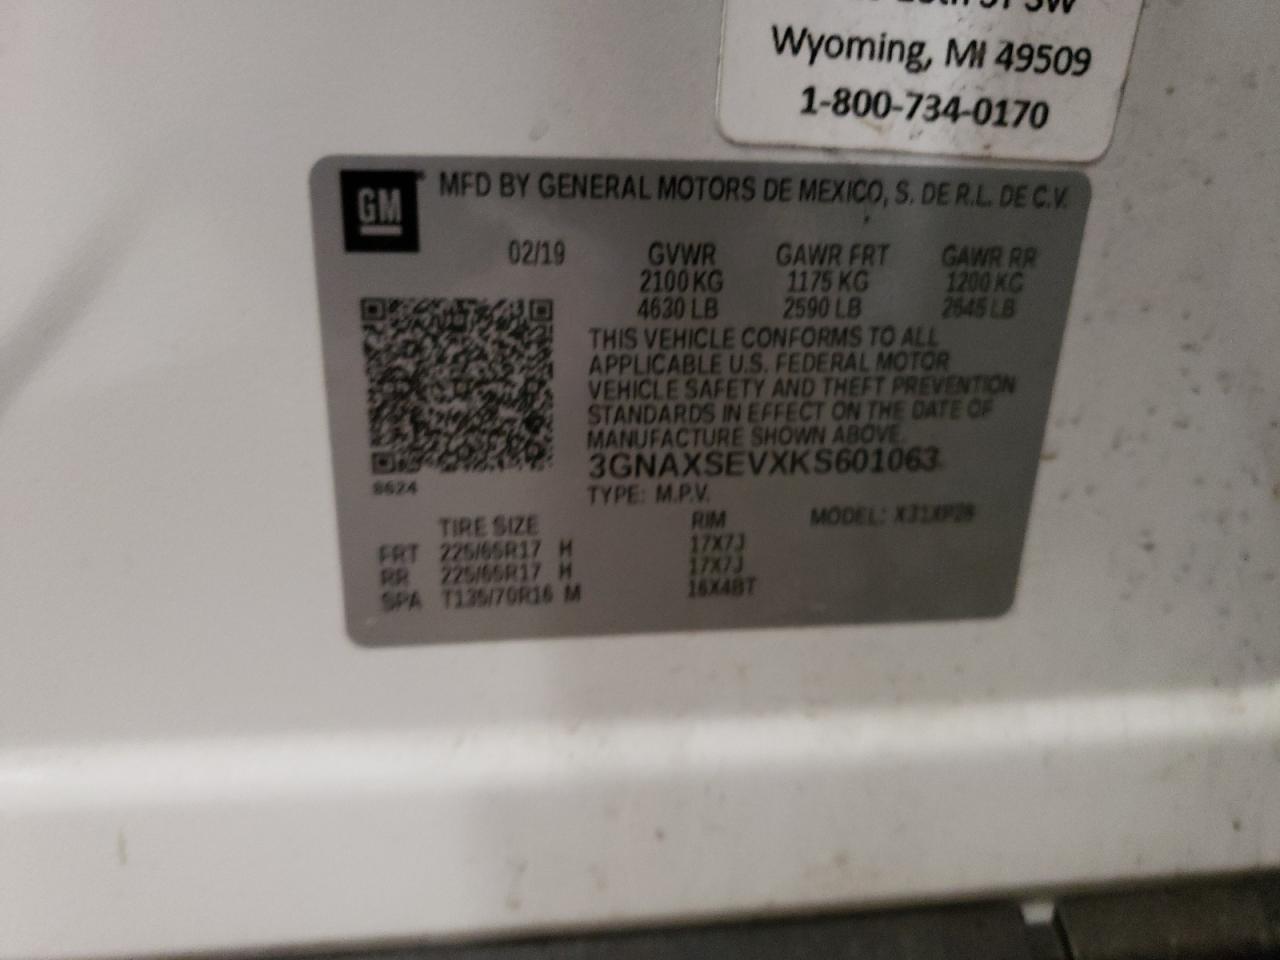 Wyoming, MI 49509
1-800-734-0170
GM MFD BY GENERAL MOTORS DE MEXICO, S. DE R.L. DE C.V.
02/19 GVWR GAWR FRT GAWR RR
2100 KG 1175 KG 1200 KG
4630 LB 2590 LB 2645 LB
THIS VEHICLE CONFORMS TO ALL
APPLICABLE U.S. FEDERAL MOTOR
VEHICLE SAFETY AND THEFT PREVENTION
STANDARDS IN EFFECT ON THE DATE OF
MANUFACTURE SHOWN ABOVE.
3GNAXSEVXKS601063
8624
TYPE: M.P.V.
TIRE SIZE RIM MODEL:
FRT 225/65R17 H 17X7J
RR 225/65R17 H 17X7J
SPA T135/70R16 M 16X4BT